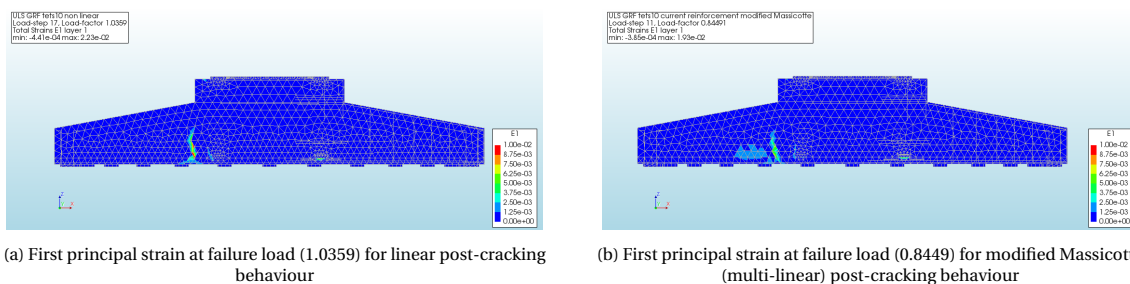 ULS GRF tets10 non linear
Load-step 17, Load-factor 1.0359
Total Strains E1 layer 1
min: -4.41e-04 max: 2.23e-02
E1
1.00e-02
8.75e-03
7.50e-03
6.25e-03
5.00e-03
3.75e-03
2.50e-03
1.25e-03
0.00e+00
Z
Y
X
(a) First principal strain at failure load (1.0359) for linear post-cracking
behaviour
ULS GRF tets10 current reinforcement modified Massicotte
Load-step 11, Load-factor 0.84491
Total Strains E1 layer 1
min: -3.85e-04 max: 1.93e-02
E1
1.00e-02
8.75e-03
7.50e-03
6.25e-03
5.00e-03
3.75e-03
2.50e-03
1.25e-03
0.00e+00
Z
Y
X
(b) First principal strain at failure load (0.8449) for modified Massicott
(multi-linear) post-cracking behaviour